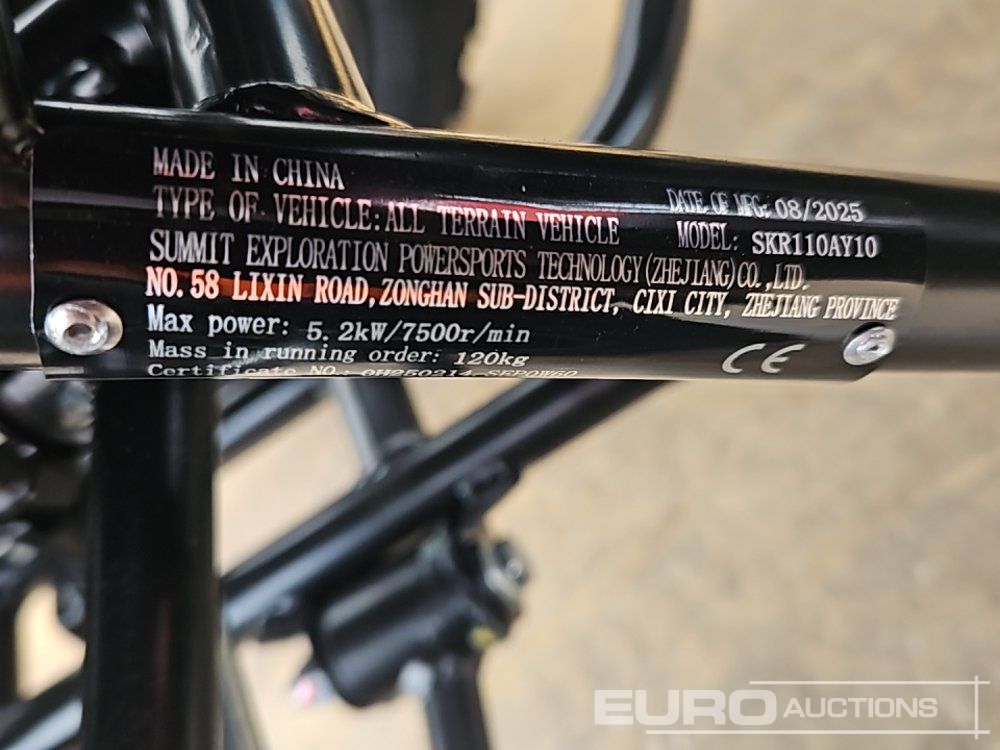 MADE IN CHINA
DATE OF MFG: 08/2025
TYPE OF VEHICLE: ALL TERRAIN VEHICLE
MODEL: SKR110AY10
SUMMIT EXPLORATION POWERSPORTS TECHNOLOGY(ZHEJIANG)CO.,LTD.
NO.58 LIXIN ROAD,ZONGHAN SUB-DISTRICT, CIXI CITY, ZHEJIANG PROVINCE
Max power: 5.2kW/7500r/min
Mass in running order: 120kg
CE
Certificate NO.:
EURO AUCTIONS